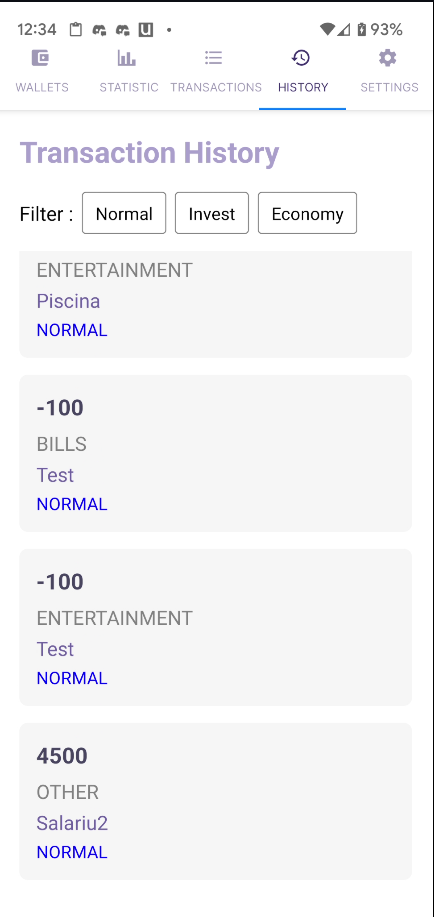 12:34 93%
WALLETS STATISTIC TRANSACTIONS HISTORY SETTINGS
Transaction History
Filter : Normal Invest Economy
ENTERTAINMENT
Piscina
NORMAL
-100
BILLS
Test
NORMAL
-100
ENTERTAINMENT
Test
NORMAL
4500
OTHER
Salariu2
NORMAL